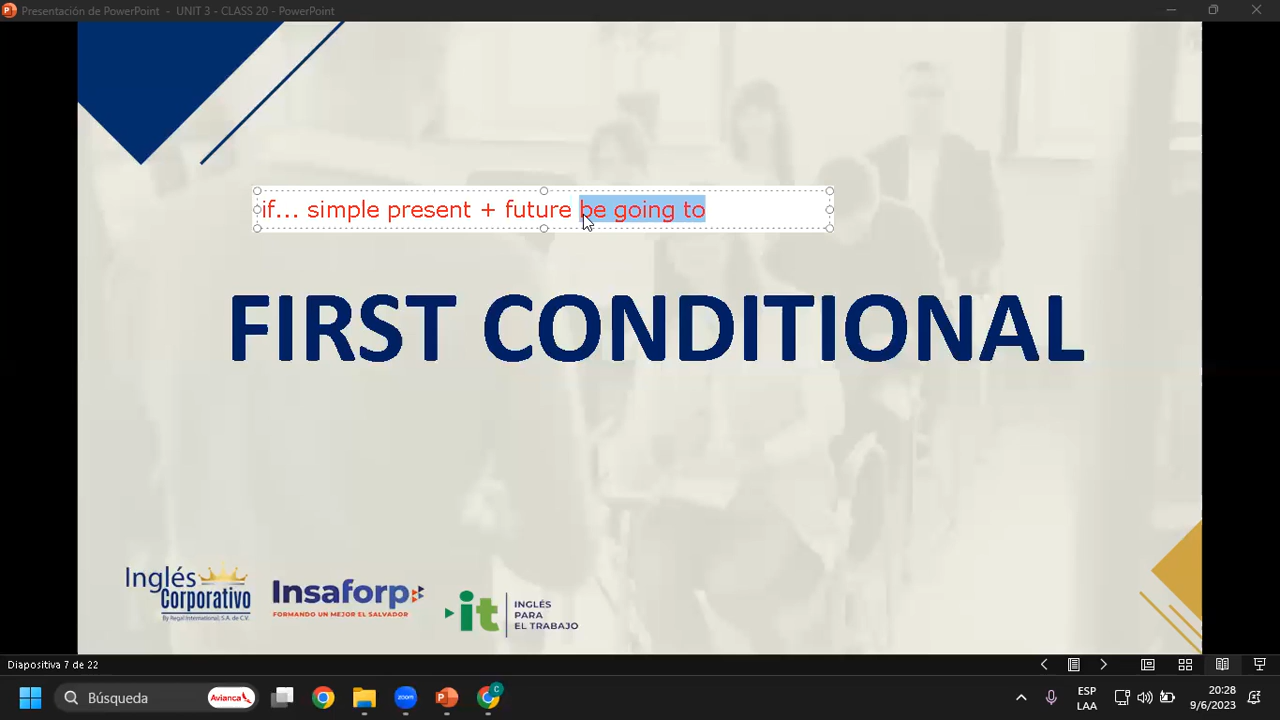 Presentación de PowerPoint - UNIT 3 - CLASS 20 - PowerPoint
if... simple present + future be going to
FIRST CONDITIONAL
Inglés
Corporativo
By Regal International, S.A. de C.V.
Insaforp
FORMANDO UN MEJOR EL SALVADOR
it
INGLÉS
PARA
EL TRABAJO
Diapositiva 7 de 22
Búsqueda
Avianca
C
ESP
LAA
20:28
9/6/2023